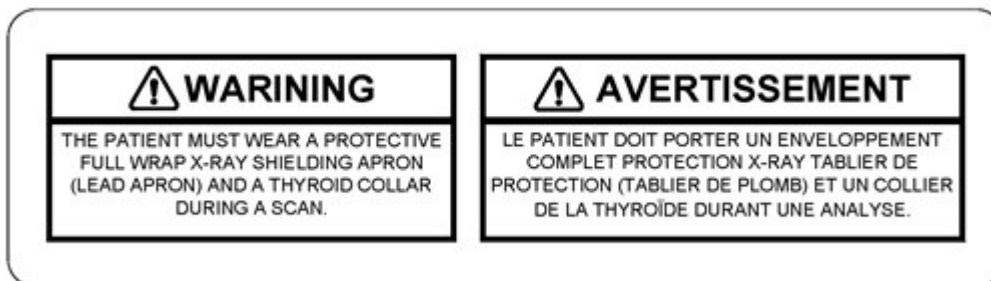 WARINING
THE PATIENT MUST WEAR A PROTECTIVE
FULL WRAP X-RAY SHIELDING APRON
(LEAD APRON) AND A THYROID COLLAR
DURING A SCAN.
AVERTISSEMENT
LE PATIENT DOIT PORTER UN ENVELOPPEMENT
COMPLET PROTECTION X-RAY TABLIER DE
PROTECTION (TABLIER DE PLOMB) ET UN COLLIER
DE LA THYROÏDE DURANT UNE ANALYSE.